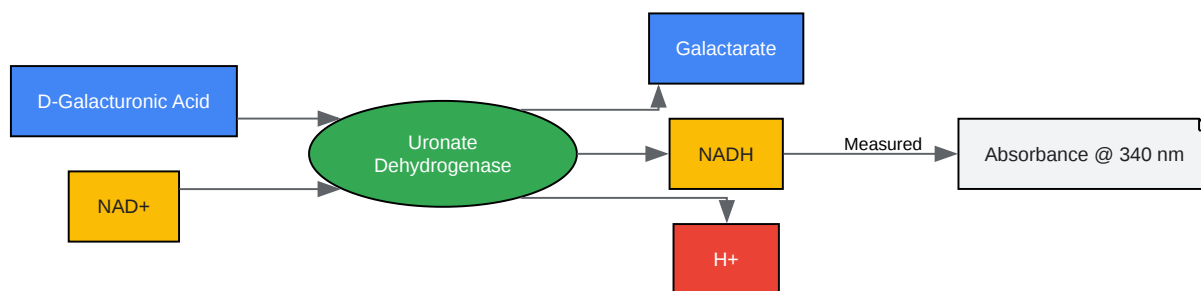 Galactarate
D-Galacturonic Acid
Uronate
Dehydrogenase
NADH
Measured
Absorbance @ 340 nm
NAD+
H+